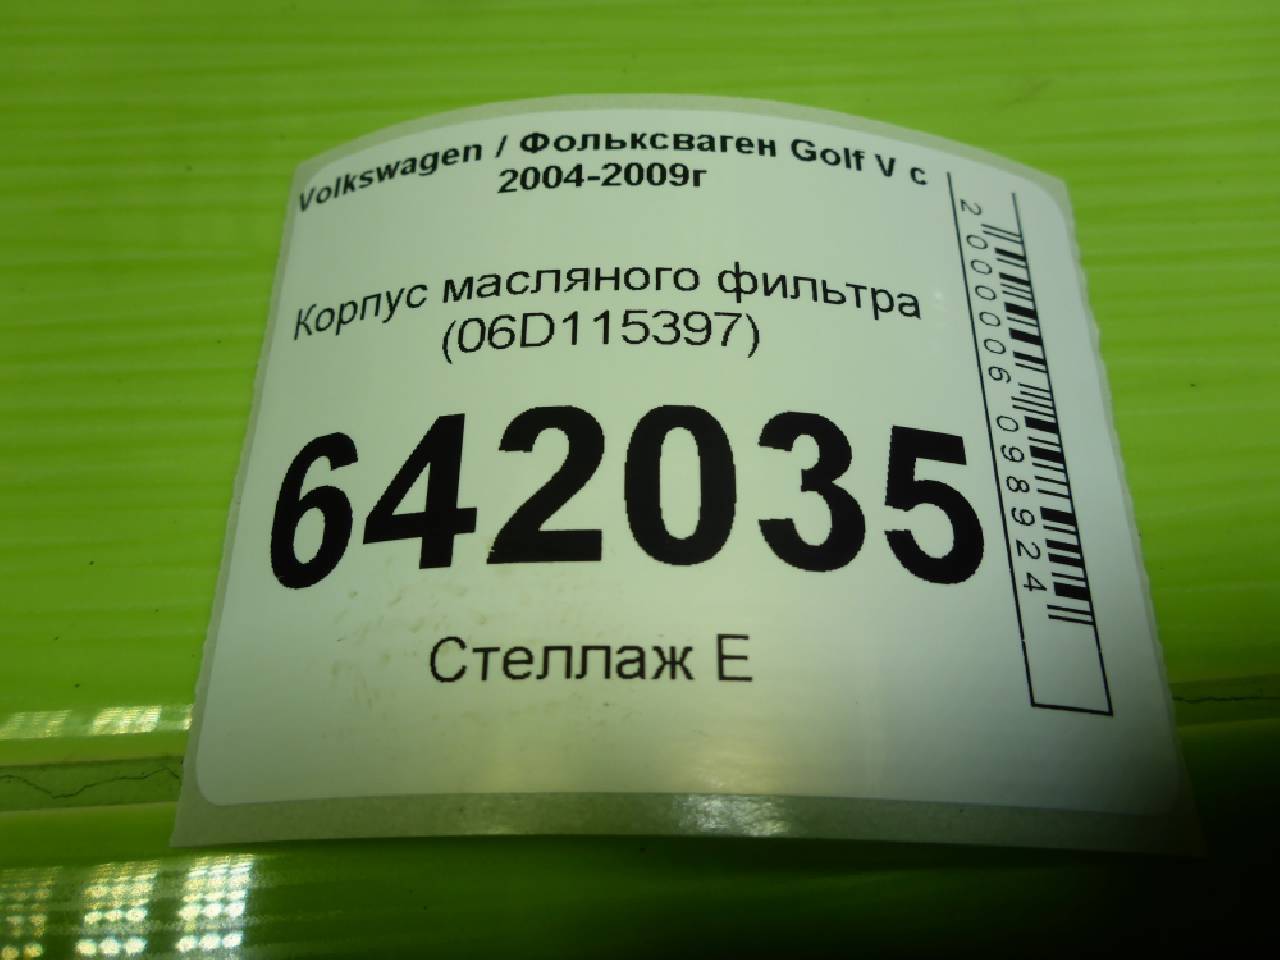 Volkswagen / Фольксваген Golf V с
2004-2009г
Корпус масляного фильтра
(06D115397)
642035
Стеллаж E
2000006098924